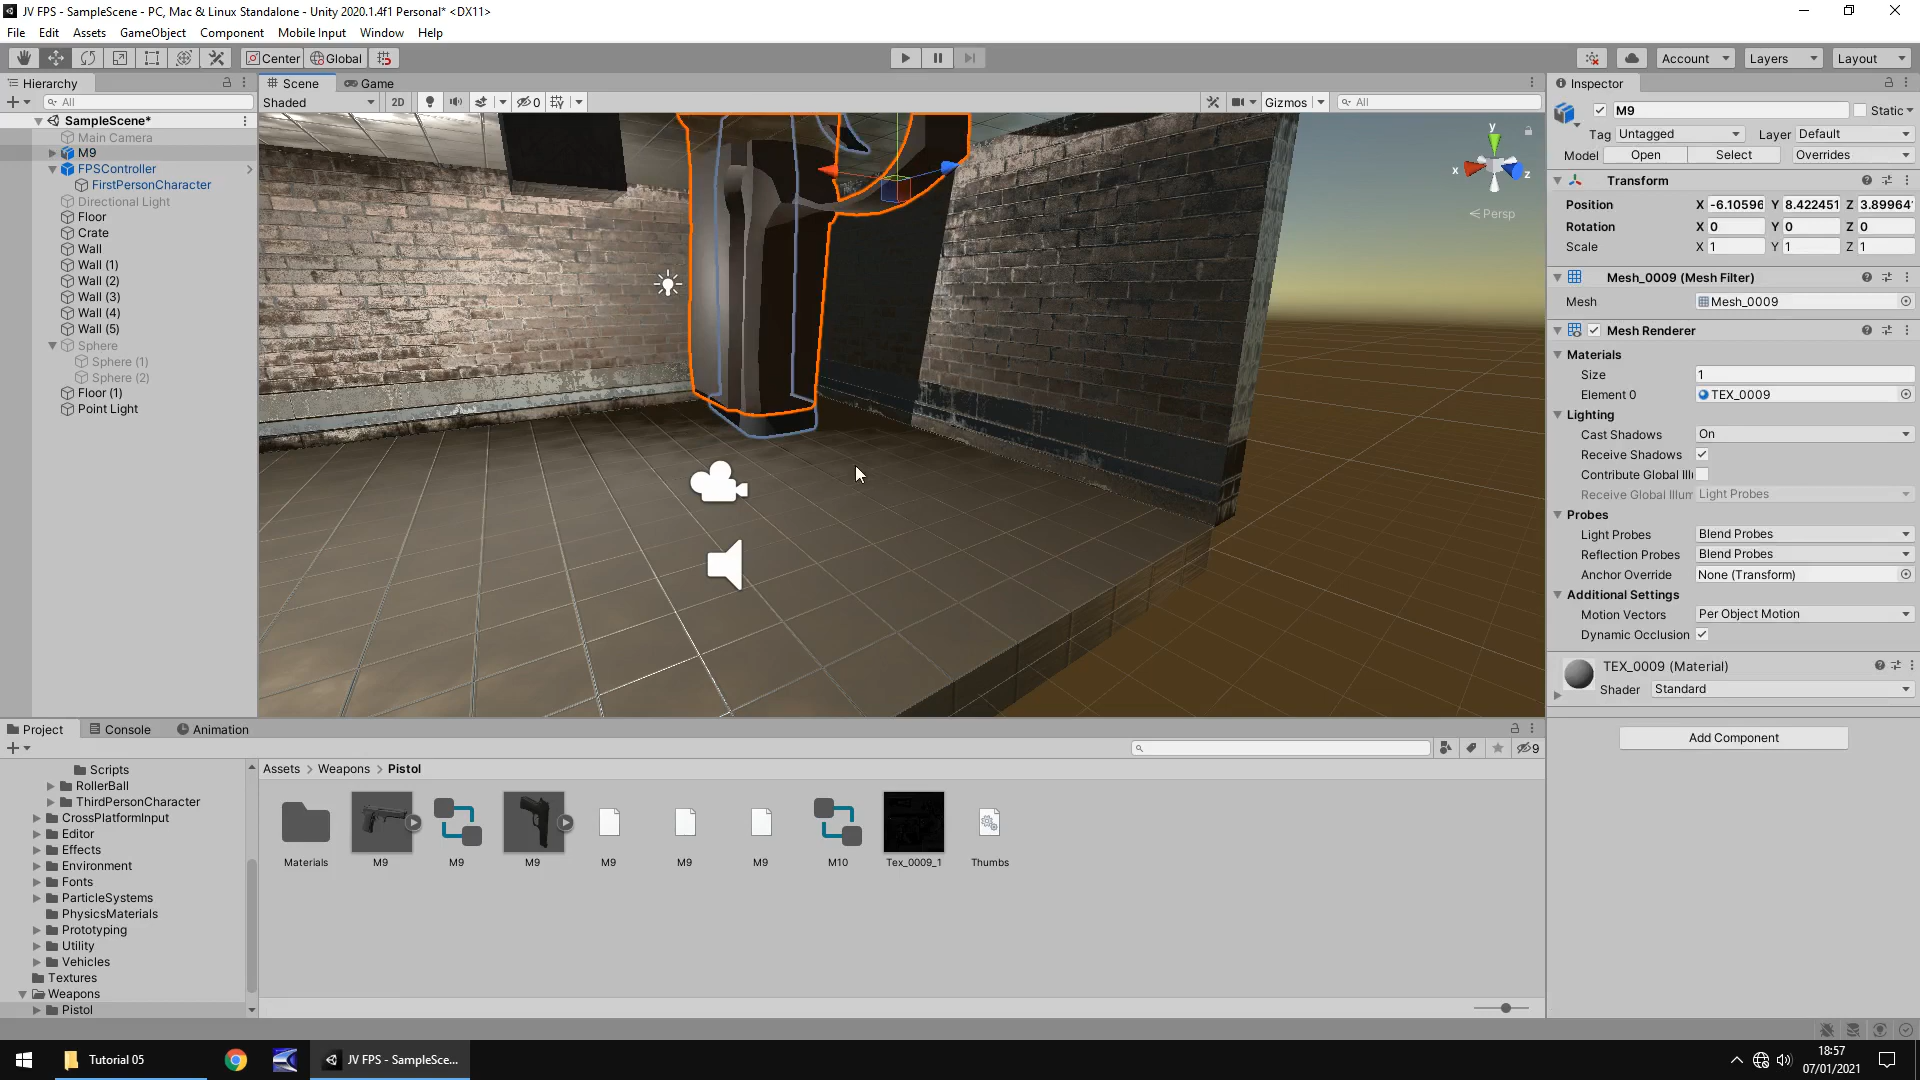 JV FPS - SampleScene - PC, Mac & Linux Standalone - Unity 2020.1.4f1 Personal* <DX11>
File Edit Assets GameObject Component Mobile Input Window Help
Center Global Account Layers Layout
Hierarchy
All
SampleScene*
Main Camera
M9
FPSController
FirstPersonCharacter
Directional Light
Floor
Crate
Wall
Wall (1)
Wall (2)
Wall (3)
Wall (4)
Wall (5)
Sphere
Sphere (1)
Sphere (2)
Floor (1)
Point Light
Scene Game
Shaded 2D 0 Gizmos All
y
x z
Persp
Inspector
M9 Static
Tag Untagged Layer Default
Model Open Select Overrides
Transform
Position X -6.10596 Y 8.422451 Z 3.89964
Rotation X 0 Y 0 Z 0
Scale X 1 Y 1 Z 1
Mesh_0009 (Mesh Filter)
Mesh Mesh_0009
Mesh Renderer
Materials
Size 1
Element 0 TEX_0009
Lighting
Cast Shadows On
Receive Shadows
Contribute Global Illu
Receive Global Illum Light Probes
Probes
Light Probes Blend Probes
Reflection Probes Blend Probes
Anchor Override None (Transform)
Additional Settings
Motion Vectors Per Object Motion
Dynamic Occlusion
TEX_0009 (Material)
Shader Standard
Add Component
Project Console Animation
9
Scripts
RollerBall
ThirdPersonCharacter
CrossPlatformInput
Editor
Effects
Environment
Fonts
ParticleSystems
PhysicsMaterials
Prototyping
Utility
Vehicles
Textures
Weapons
Pistol
Assets > Weapons > Pistol
Materials M9 M9 M9 M9 M9 M9 M10 Tex_0009_1 Thumbs
Tutorial 05 JV FPS - SampleSce...
18:57
07/01/2021